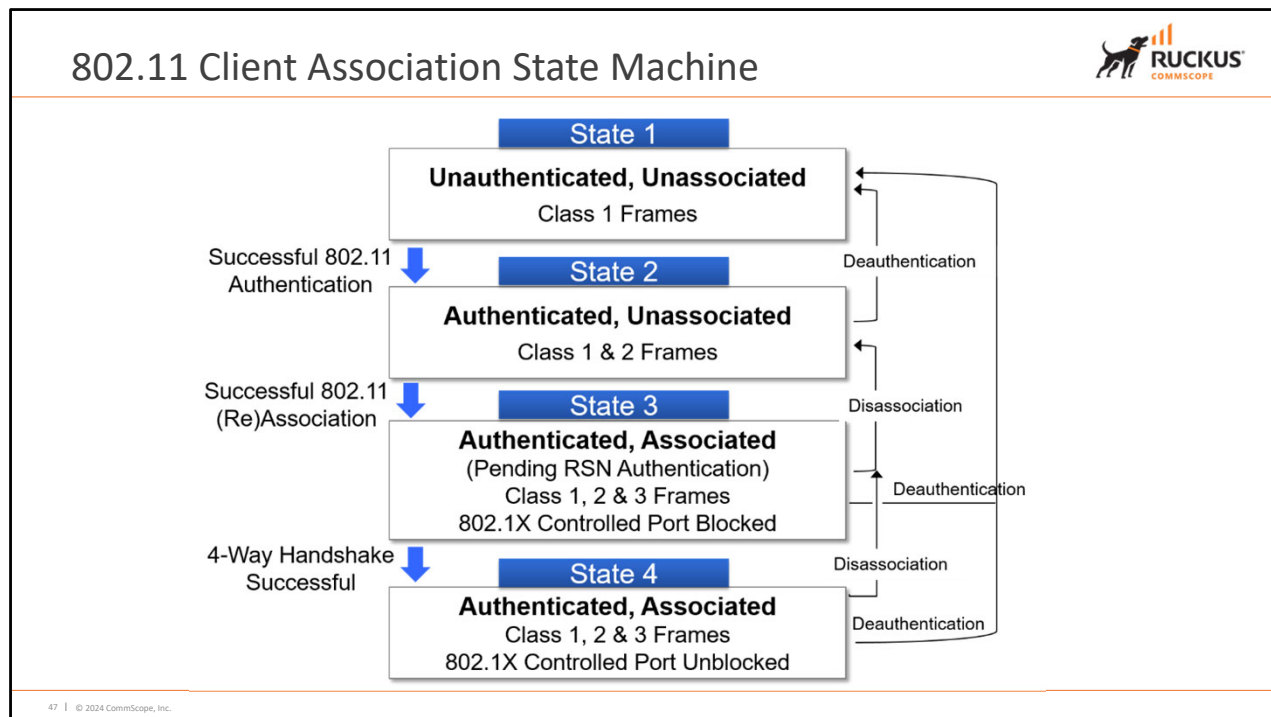 802.11 Client Association State Machine
RUCKUS
COMMSCOPE
State 1
Unauthenticated, Unassociated
Class 1 Frames
Successful 802.11
Authentication
Deauthentication
State 2
Authenticated, Unassociated
Class 1 & 2 Frames
Successful 802.11
(Re)Association
Disassociation
State 3
Authenticated, Associated
(Pending RSN Authentication)
Class 1, 2 & 3 Frames
802.1X Controlled Port Blocked
Deauthentication
4-Way Handshake
Successful
Disassociation
State 4
Authenticated, Associated
Class 1, 2 & 3 Frames
802.1X Controlled Port Unblocked
Deauthentication
47 | © 2024 CommScope, Inc.